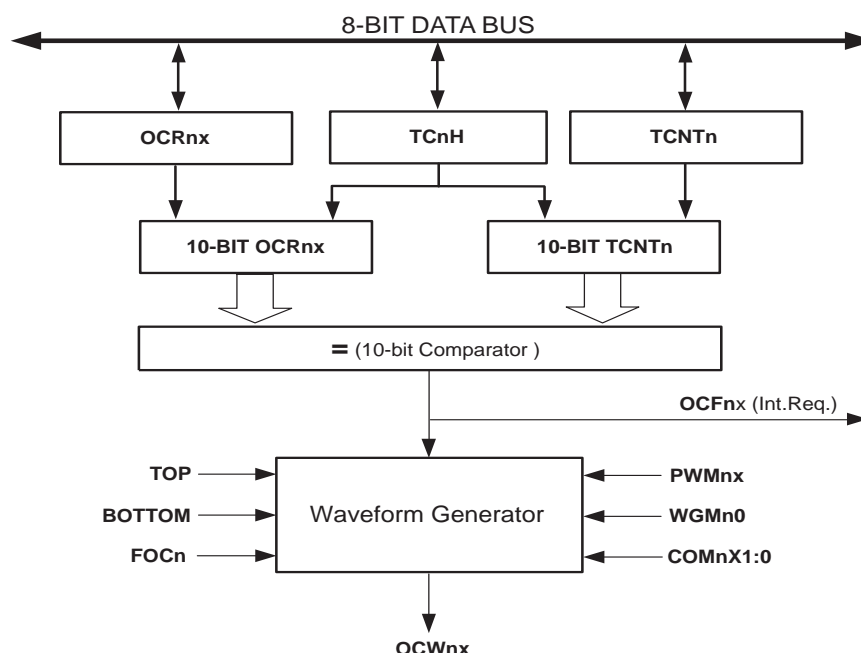 8-BIT DATA BUS
OCRnx
TCnH
TCNTn
10-BIT OCRnx
10-BIT TCNTn
= (10-bit Comparator )
OCFnx (Int.Req.)
TOP
BOTTOM
FOCn
Waveform Generator
PWMnx
WGMn0
COMnX1:0
OCWnx